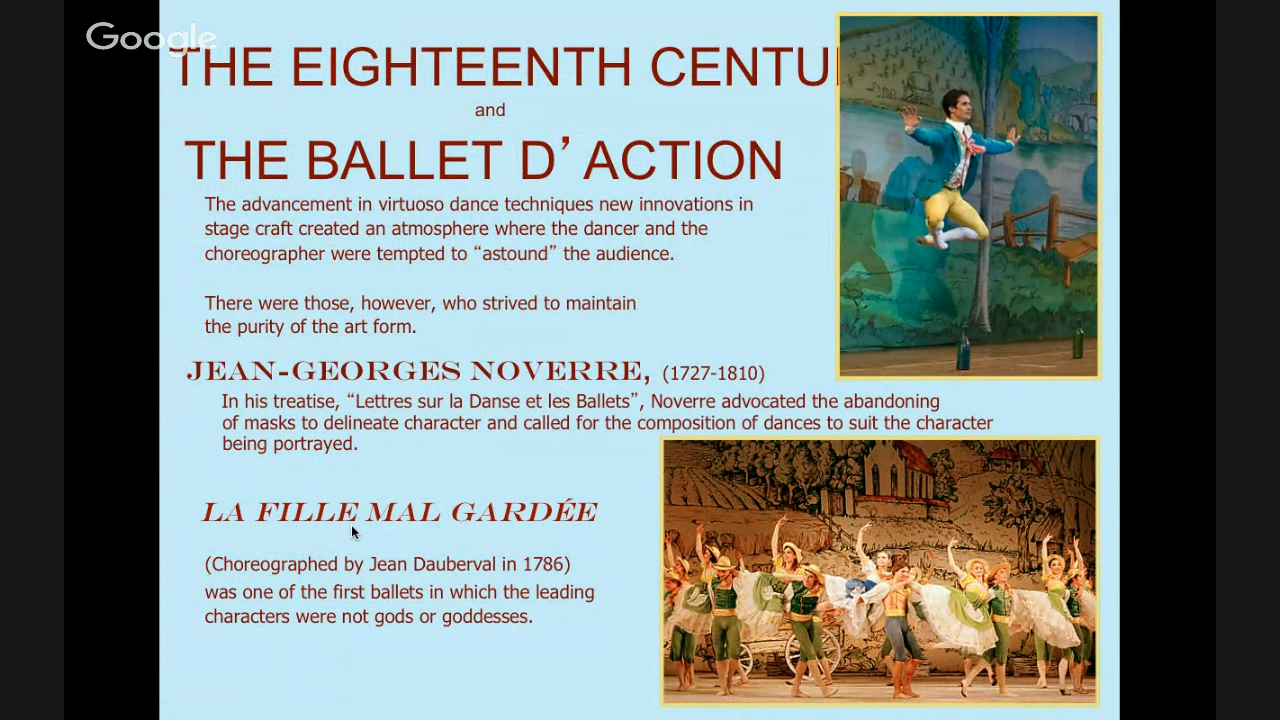 Google
THE EIGHTEENTH CENTU
and
THE BALLET D’ACTION
The advancement in virtuoso dance techniques new innovations in
stage craft created an atmosphere where the dancer and the
choreographer were tempted to “astound” the audience.
There were those, however, who strived to maintain
the purity of the art form.
JEAN-GEORGES NOVERRE, (1727-1810)
In his treatise, “Lettres sur la Danse et les Ballets”, Noverre advocated the abandoning
of masks to delineate character and called for the composition of dances to suit the character
being portrayed.
LA FILLE MAL GARDÉE
(Choreographed by Jean Dauberval in 1786)
was one of the first ballets in which the leading
characters were not gods or goddesses.